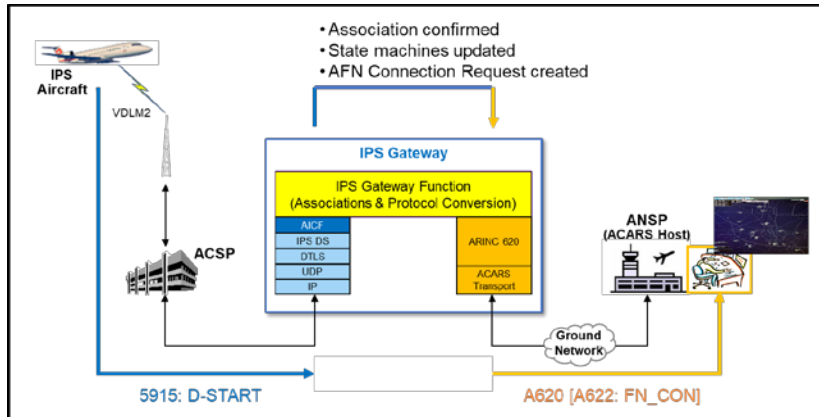 • Association confirmed
• State machines updated
• AFN Connection Request created
IPS
Aircraft
VDLM2
IPS Gateway
IPS Gateway Function
(Associations & Protocol Conversion)
AICF
IPS DS
DTLS
UDP
IP
ARINC 620
ACARS
Transport
ACSP
ANSP
(ACARS Host)
Ground
Network
5915: D-START
A620 [A622: FN_CON]